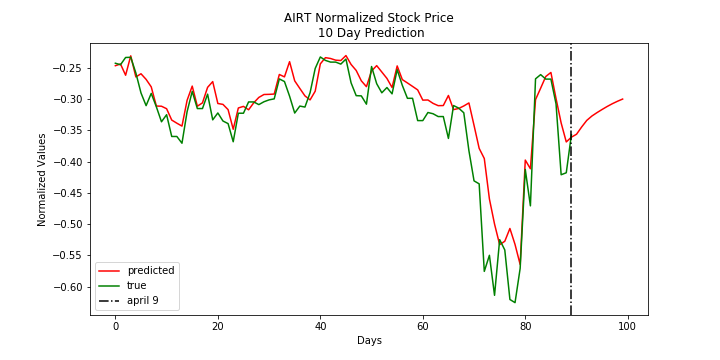 AIRT Normalized Stock Price
10 Day Prediction
Normalized Values
−0.25
−0.30
−0.35
−0.40
−0.45
−0.50
−0.55
−0.60
predicted
true
april 9
0
20
40
60
80
100
Days